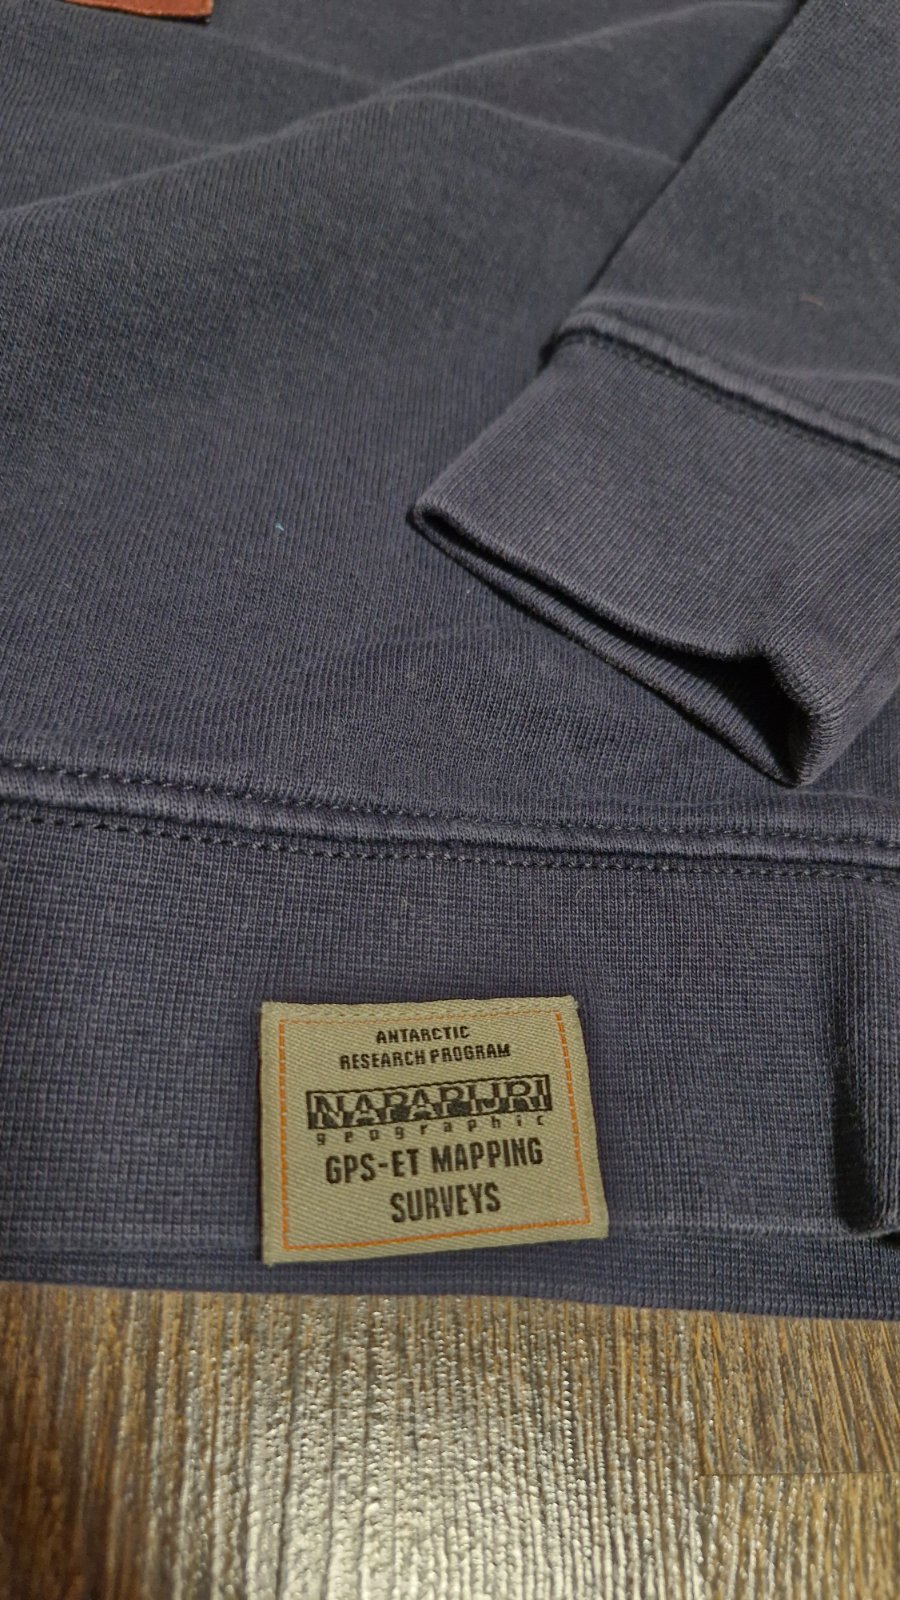 ANTARCTIC
RESEARCH PROGRAM
NAPAPIJRI
geographic
GPS-ET MAPPING
SURVEYS